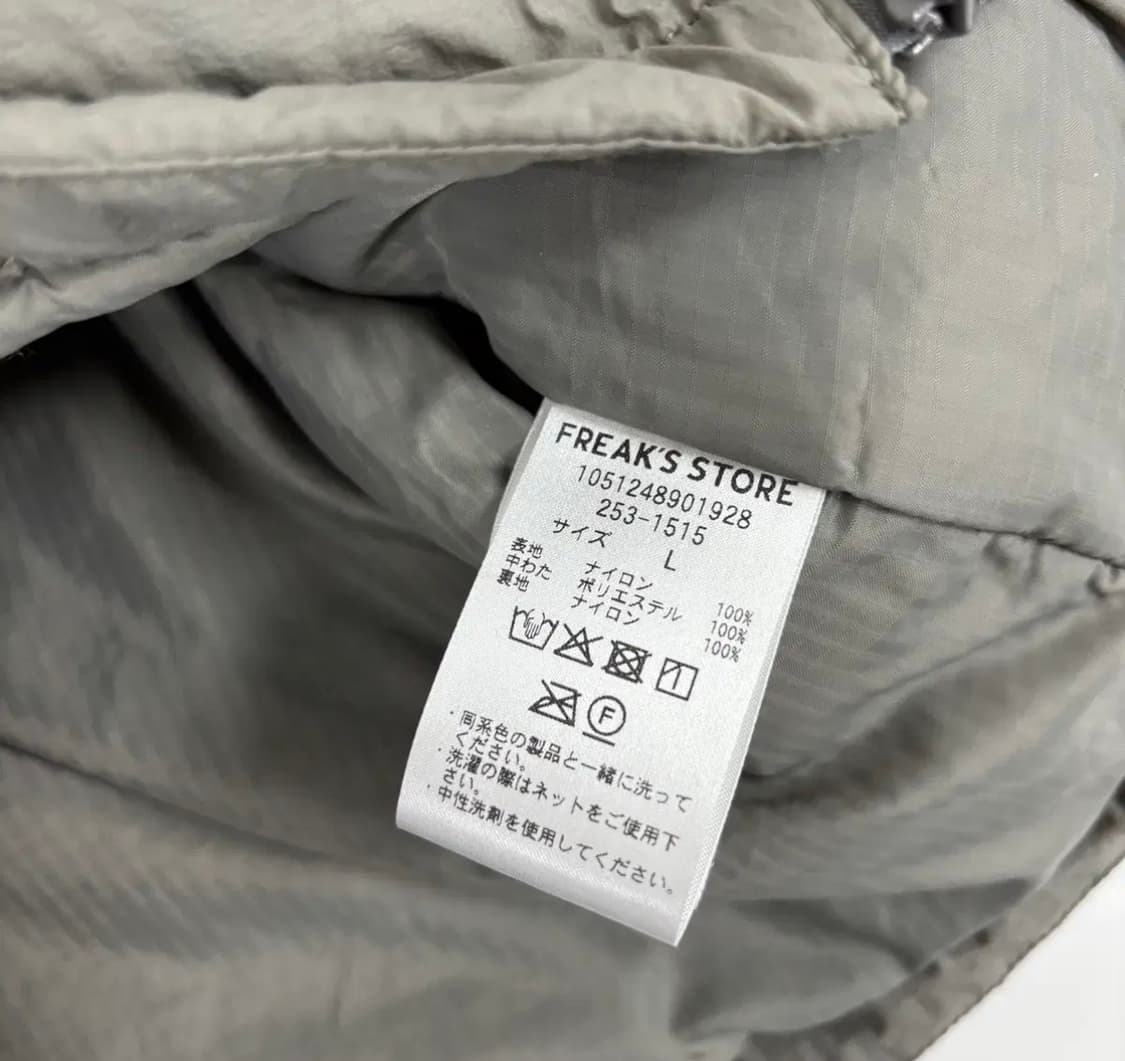 FREAK'S STORE
1051248901928
253-1515
サイズ L
表地 ナイロン 100%
中わた ポリエステル 100%
裏地 ナイロン 100%
F
・同系色の製品と一緒に洗って
ください。
・洗濯の際はネットをご使用下
さい。
・中性洗剤を使用してください。